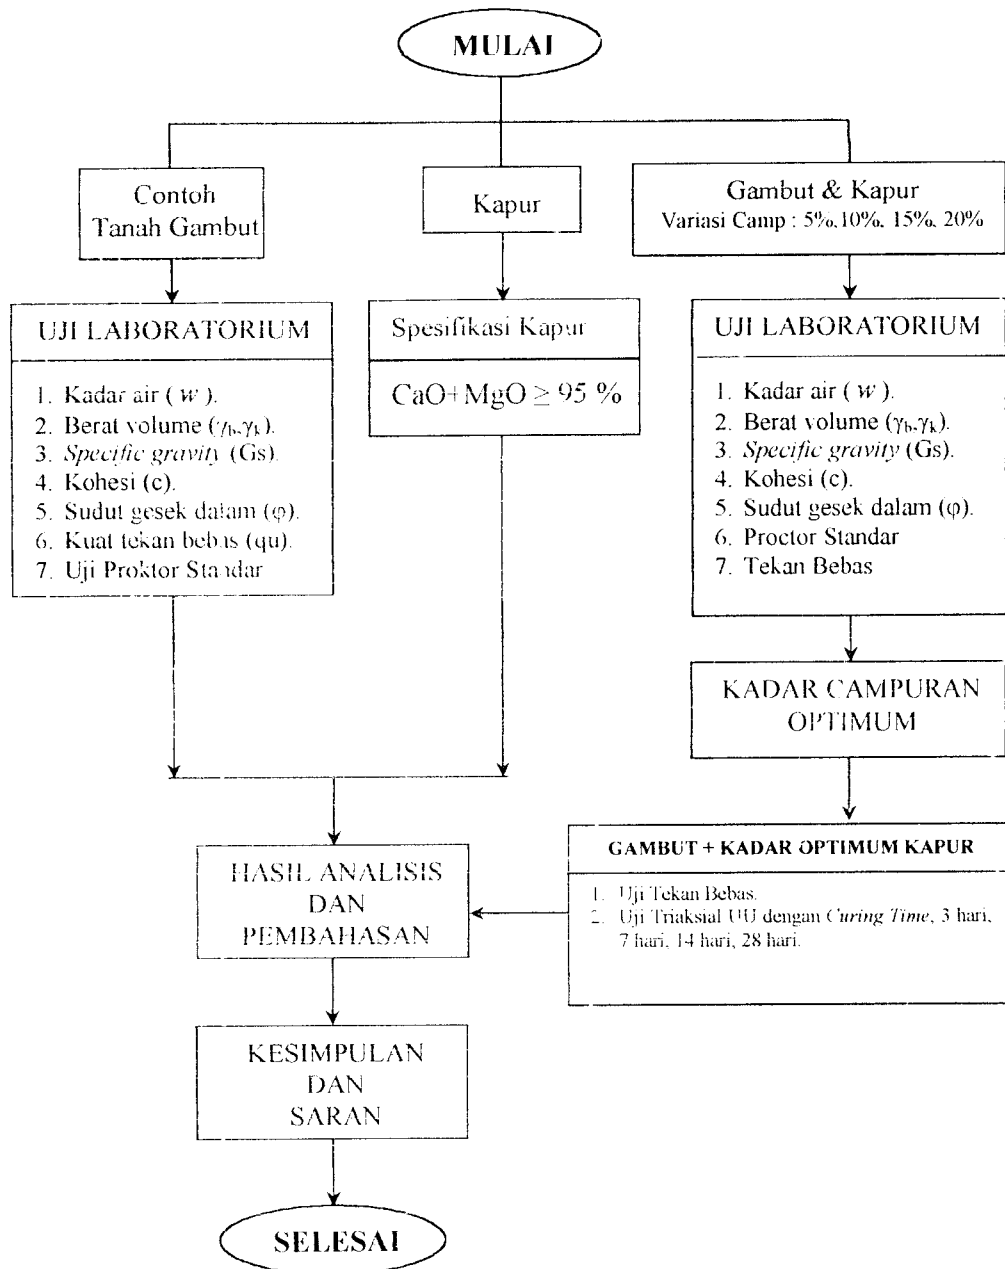 MULAI
Contoh
Tanah Gambut
Kapur
Gambut & Kapur
Variasi Camp : 5%,10%, 15%, 20%
UJI LABORATORIUM
1. Kadar air ( w ).
2. Berat volume (γb,γk).
3. Specific gravity (Gs).
4. Kohesi (c).
5. Sudut gesek dalam (φ).
6. Kuat tekan bebas (qu).
7. Uji Proktor Standar
Spesifikasi Kapur
CaO+MgO ≥ 95 %
UJI LABORATORIUM
1. Kadar air ( w ).
2. Berat volume (γb,γk).
3. Specific gravity (Gs).
4. Kohesi (c).
5. Sudut gesek dalam (φ).
6. Proctor Standar
7. Tekan Bebas
KADAR CAMPURAN
OPTIMUM
GAMBUT + KADAR OPTIMUM KAPUR
1. Uji Tekan Bebas.
2. Uji Triaksial UU dengan Curing Time, 3 hari,
7 hari, 14 hari, 28 hari.
HASIL ANALISIS
DAN
PEMBAHASAN
KESIMPULAN
DAN
SARAN
SELESAI